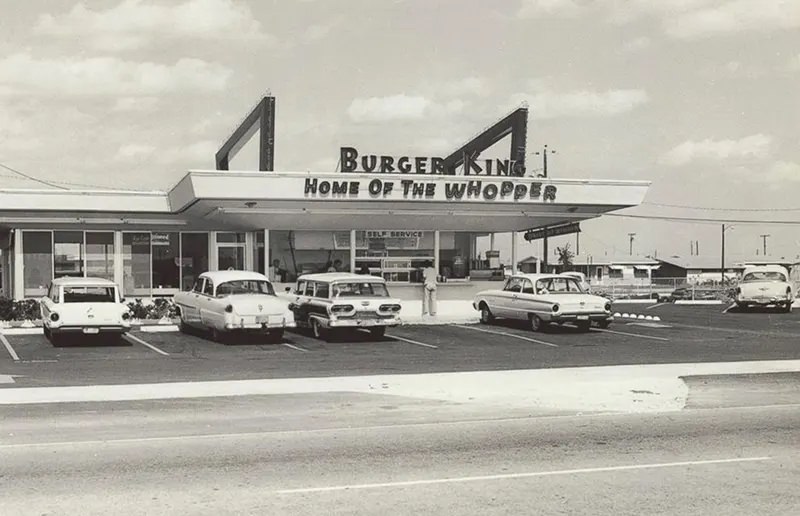 BURGER KING
HOME OF THE WHOPPER
SELF SERVICE